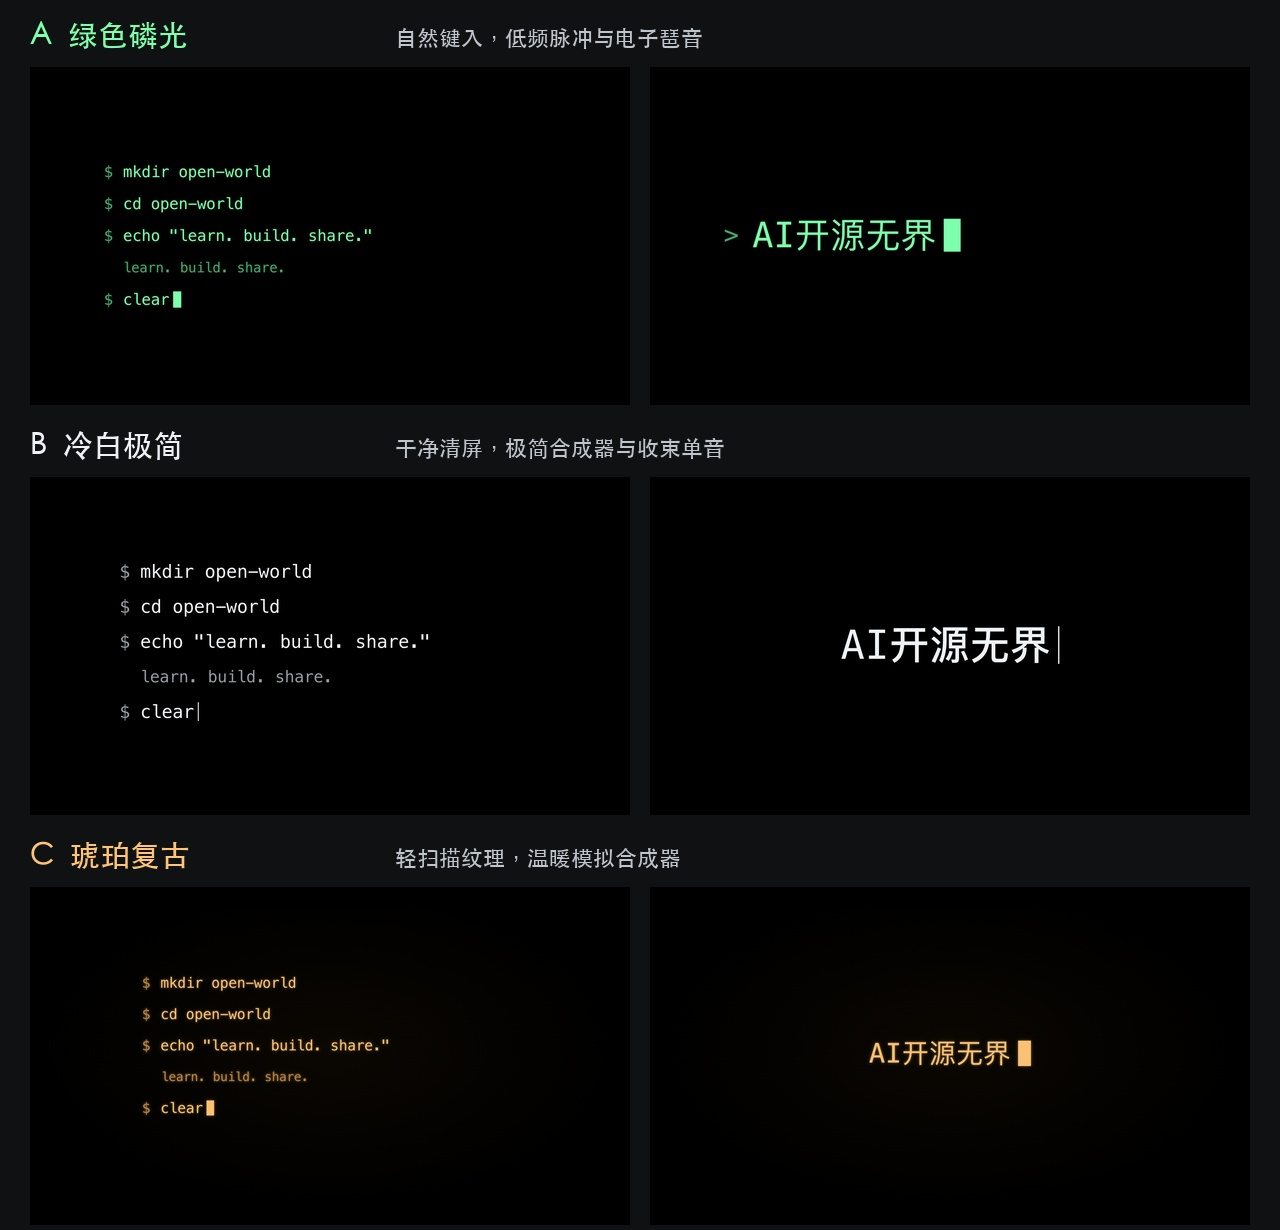 A 绿色磷光
自然键入，低频脉冲与电子琶音
$ mkdir open-world
$ cd open-world
$ echo "learn. build. share."
learn. build. share.
$ clear
> AI开源无界
B 冷白极简
干净清屏，极简合成器与收束单音
$ mkdir open-world
$ cd open-world
$ echo "learn. build. share."
learn. build. share.
$ clear
AI开源无界
C 琥珀复古
轻扫描纹理，温暖模拟合成器
$ mkdir open-world
$ cd open-world
$ echo "learn. build. share."
learn. build. share.
$ clear
AI开源无界